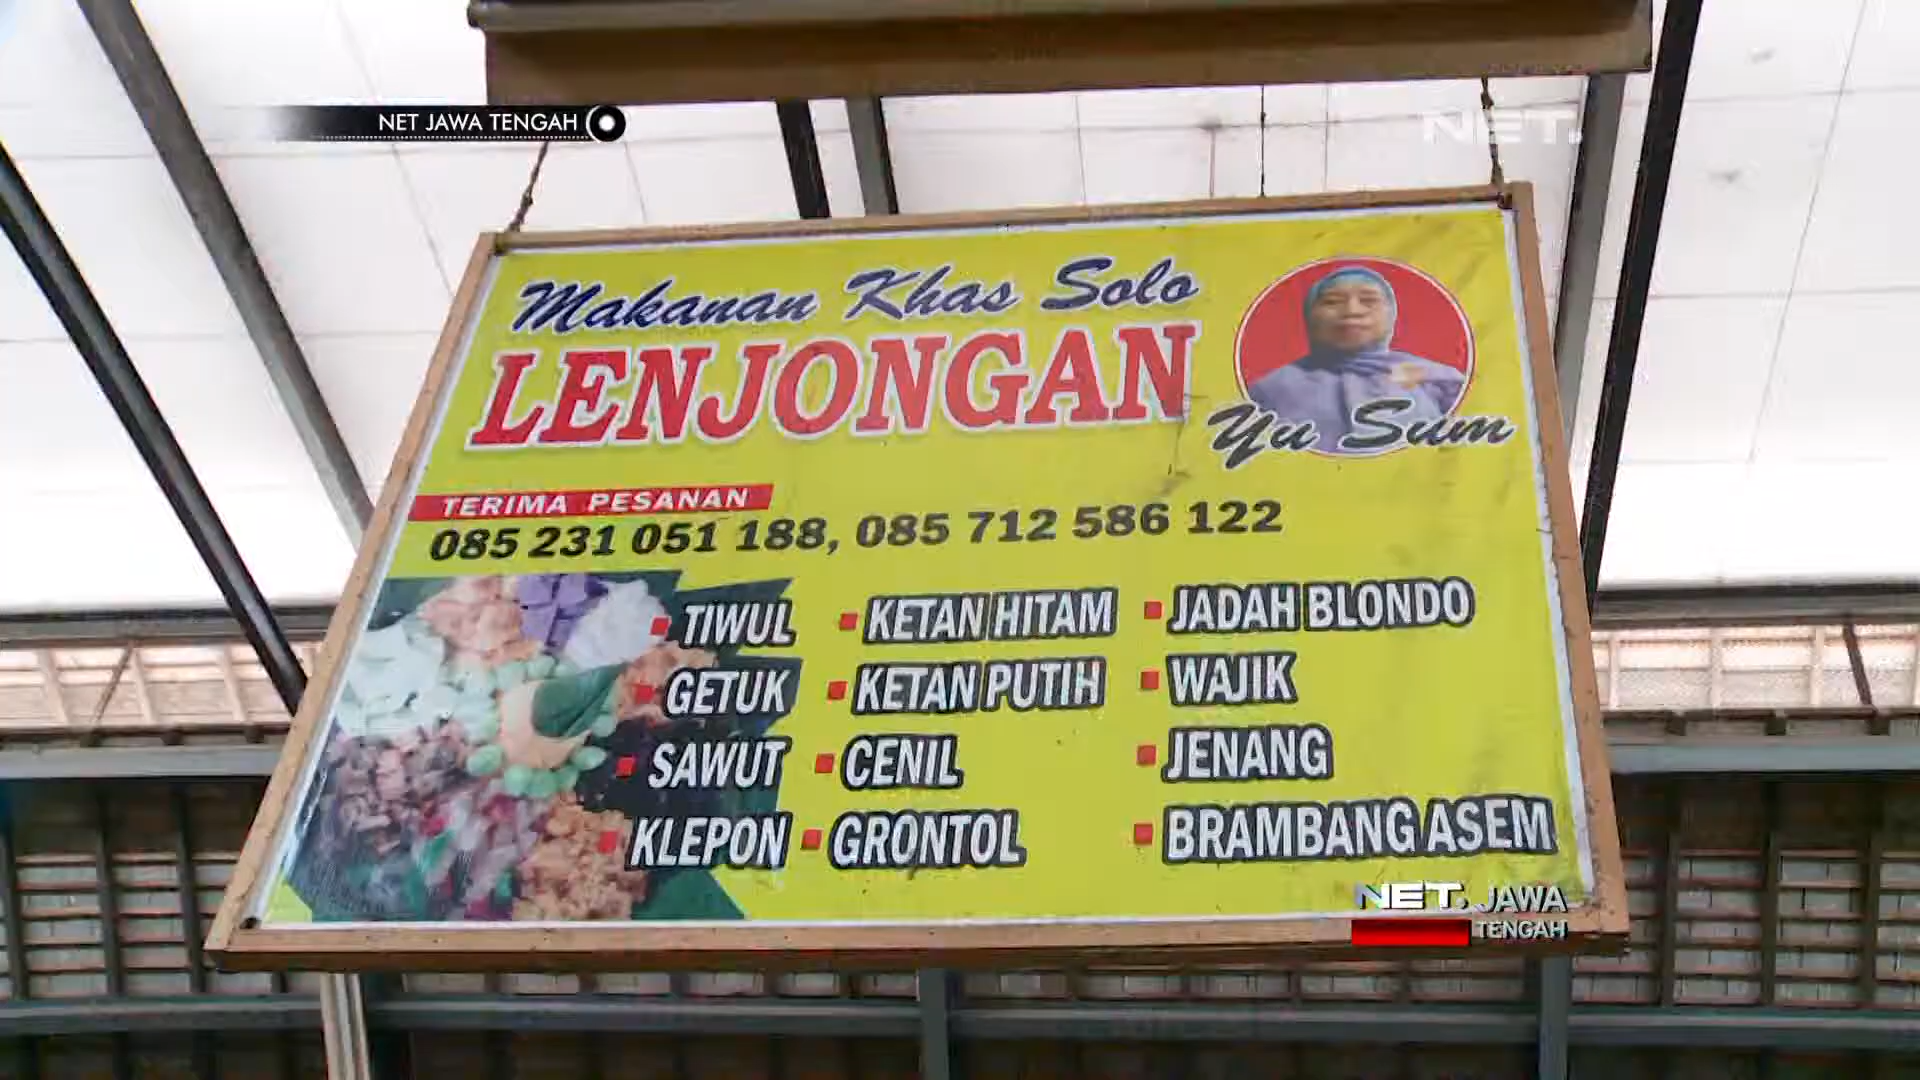 NET JAWA TENGAH
NET.
Makanan Khas Solo
LENJONGAN
Yu Sum
TERIMA PESANAN
085 231 051 188, 085 712 586 122
TIWUL
KETAN HITAM
JADAH BLONDO
GETUK
KETAN PUTIH
WAJIK
SAWUT
CENIL
JENANG
KLEPON
GRONTOL
BRAMBANG ASEM
NET. JAWA
TENGAH